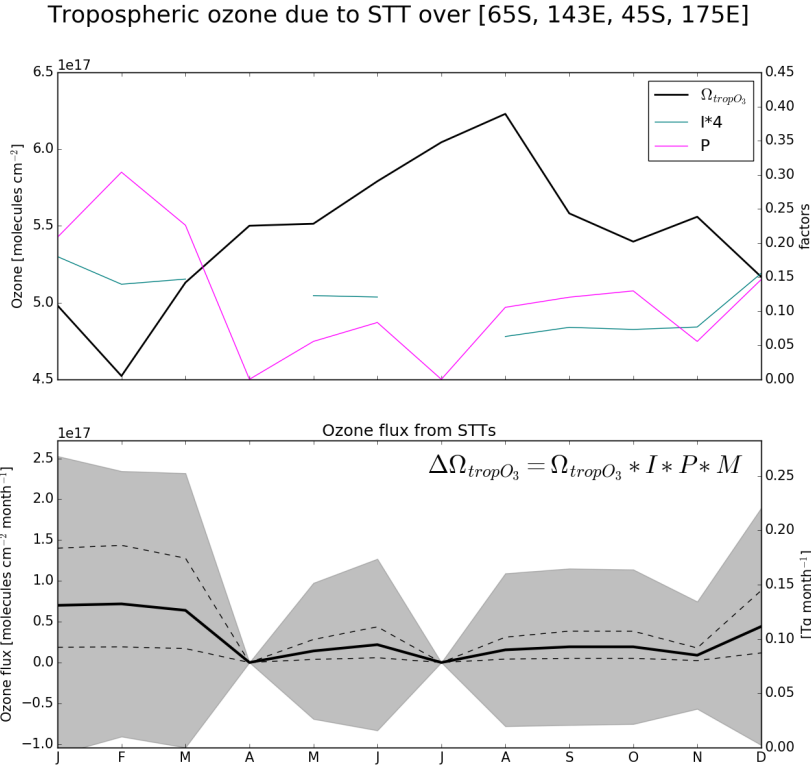 Tropospheric ozone due to STT over [65S, 143E, 45S, 175E]
1e17
6.5
6.0
5.5
5.0
4.5
Ozone [molecules cm⁻²]
Ω_tropO₃
I*4
P
0.45
0.40
0.35
0.30
0.25
0.20
0.15
0.10
0.05
0.00
factors
Ozone flux from STTs
1e17
2.5
2.0
1.5
1.0
0.5
0.0
−0.5
−1.0
Ozone flux [molecules cm⁻² month⁻¹]
ΔΩ_tropO₃ = Ω_tropO₃ * I * P * M
0.25
0.20
0.15
0.10
0.05
0.00
[Tg month⁻¹]
J F M A M J J A S O N D